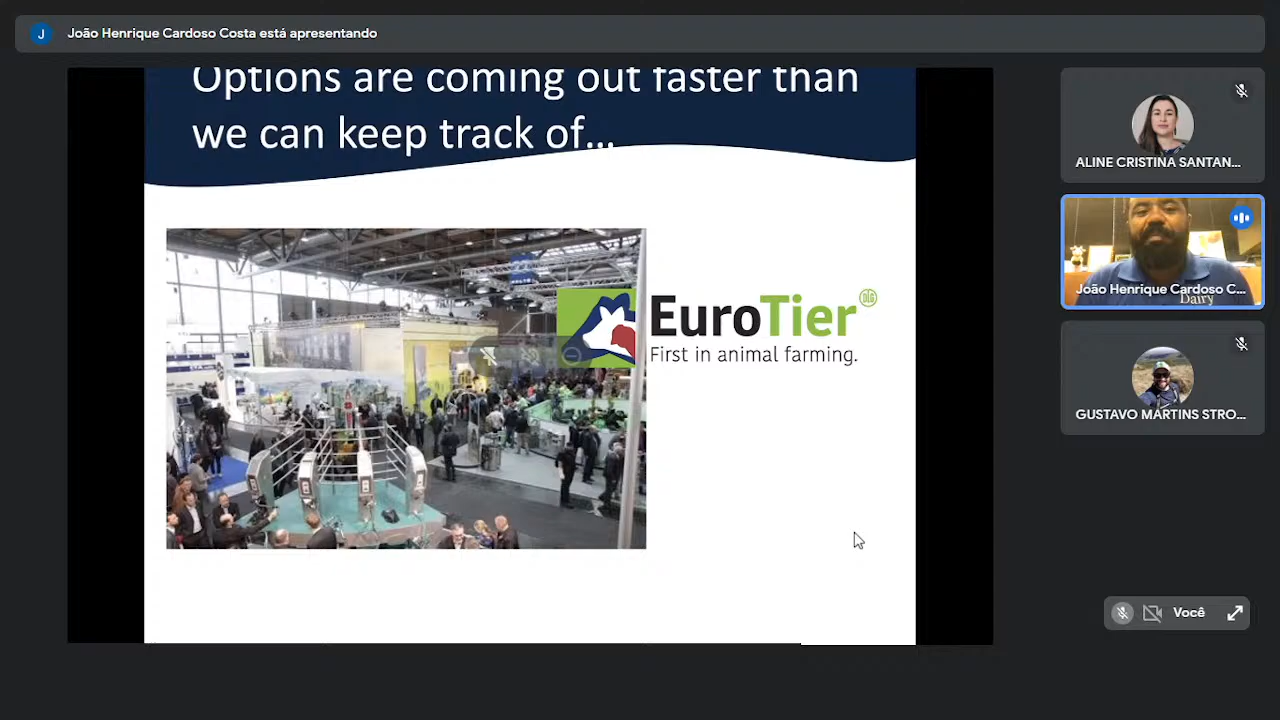 J
João Henrique Cardoso Costa está apresentando
Options are coming out faster than
we can keep track of...
EuroTier
DLG
First in animal farming.
ALINE CRISTINA SANTAN...
Dairy
João Henrique Cardoso C...
GUSTAVO MARTINS STRO...
Você